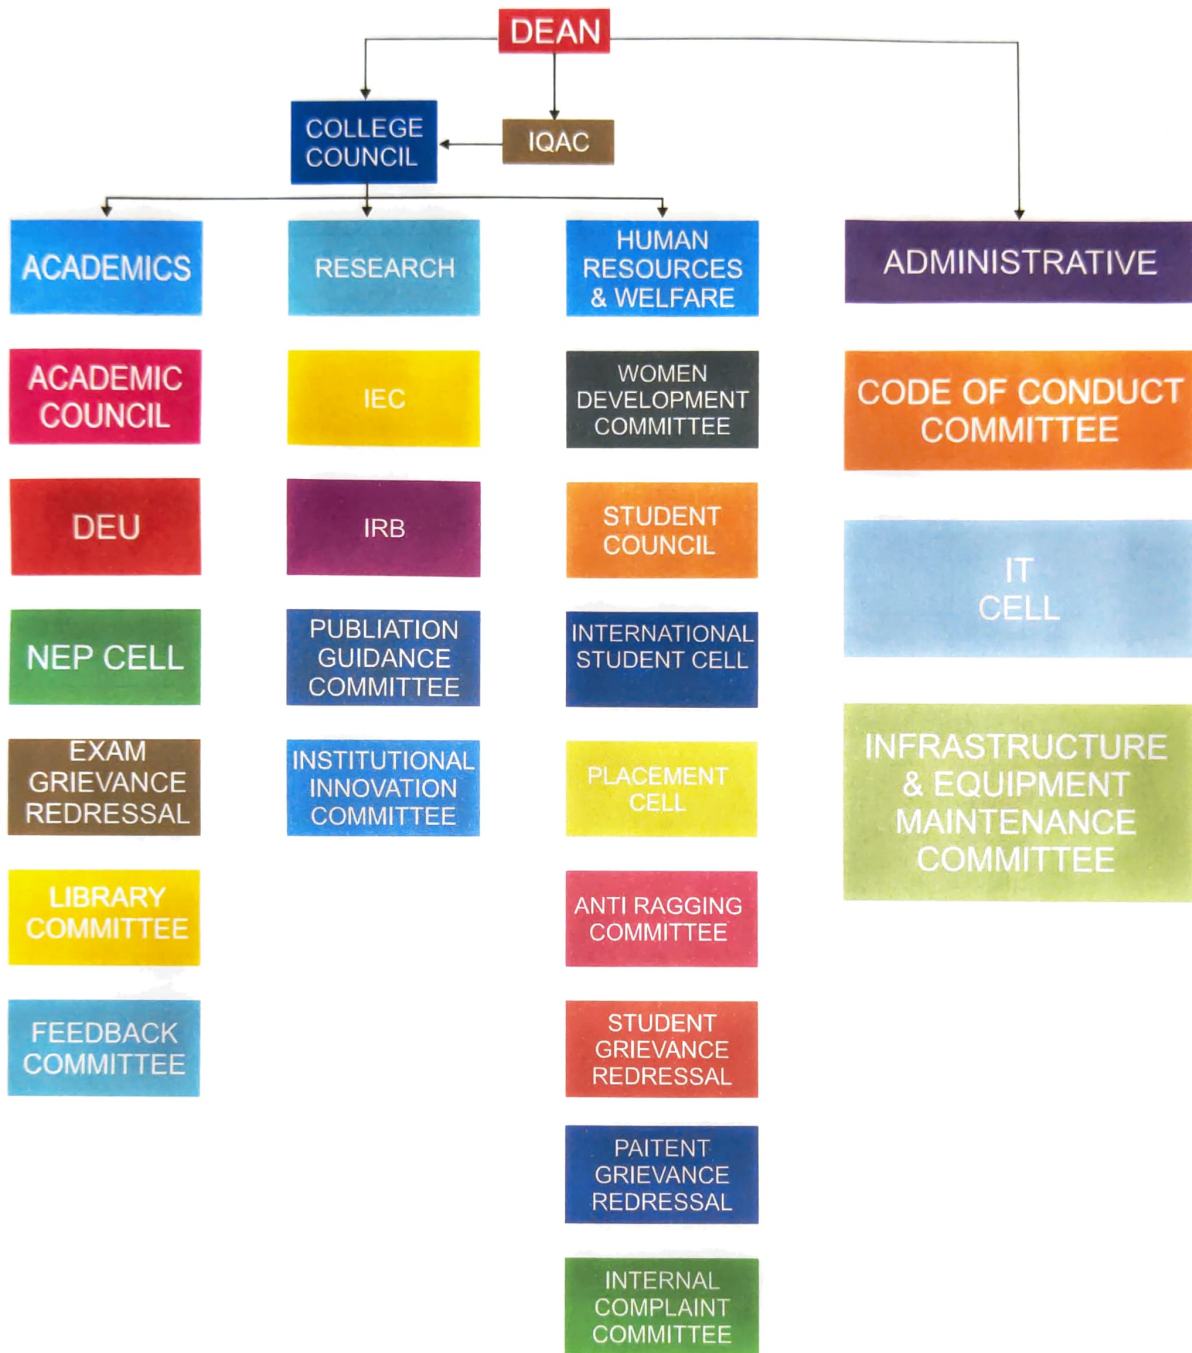 DEAN
COLLEGE
COUNCIL
IQAC
ACADEMICS
ACADEMIC
COUNCIL
DEU
NEP CELL
EXAM
GRIEVANCE
REDRESSAL
LIBRARY
COMMITTEE
FEEDBACK
COMMITTEE
RESEARCH
IEC
IRB
PUBLIATION
GUIDANCE
COMMITTEE
INSTITUTIONAL
INNOVATION
COMMITTEE
HUMAN
RESOURCES
& WELFARE
WOMEN
DEVELOPMENT
COMMITTEE
STUDENT
COUNCIL
INTERNATIONAL
STUDENT CELL
PLACEMENT
CELL
ANTI RAGGING
COMMITTEE
STUDENT
GRIEVANCE
REDRESSAL
PAITENT
GRIEVANCE
REDRESSAL
INTERNAL
COMPLAINT
COMMITTEE
ADMINISTRATIVE
CODE OF CONDUCT
COMMITTEE
IT
CELL
INFRASTRUCTURE
& EQUIPMENT
MAINTENANCE
COMMITTEE